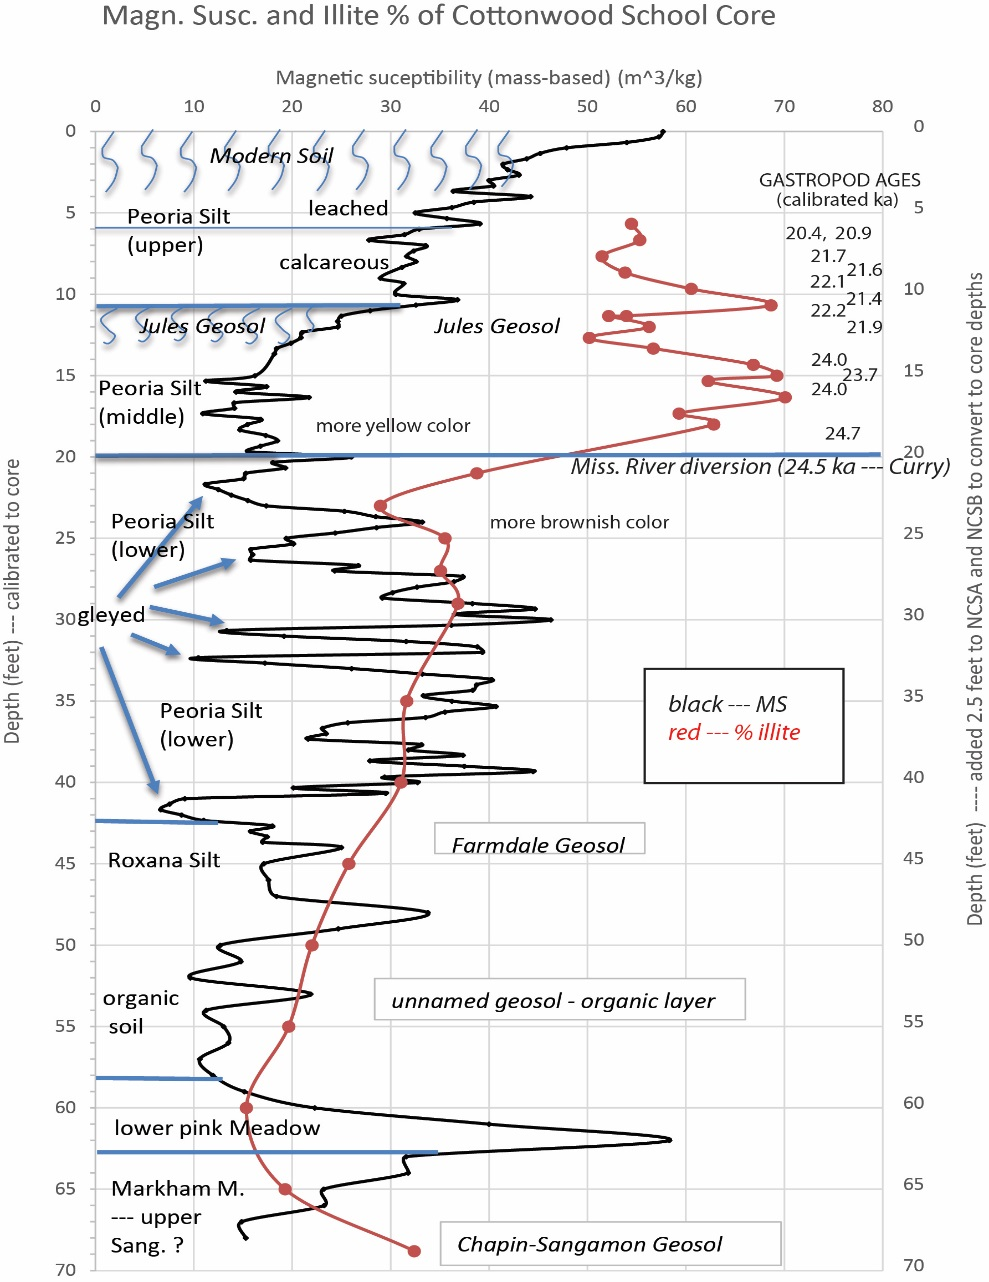 Magn. Susc. and Illite % of Cottonwood School Core
Magnetic suceptibility (mass-based) (m^3/kg)
0 10 20 30 40 50 60 70 80
0
0
Modern Soil
GASTROPOD AGES
(calibrated ka)
leached
5
5
Peoria Silt
(upper)
20.4, 20.9
calcareous
21.7
21.6
22.1
10
10
21.4
22.2
Jules Geosol
Jules Geosol
21.9
24.0
15
15
23.7
Peoria Silt
(middle)
24.0
more yellow color
24.7
20
20
Miss. River diversion (24.5 ka --- Curry)
Peoria Silt
(lower)
more brownish color
25
25
gleyed
30
30
35
35
Peoria Silt
(lower)
black --- MS
red --- % illite
40
40
Farmdale Geosol
Roxana Silt
45
45
50
50
organic
soil
unnamed geosol - organic layer
55
55
60
60
lower pink Meadow
65
65
Markham M.
--- upper
Sang. ?
Chapin-Sangamon Geosol
70
70
Depth (feet) --- calibrated to core
Depth (feet) ---- added 2.5 feet to NCSA and NCSB to convert to core depths